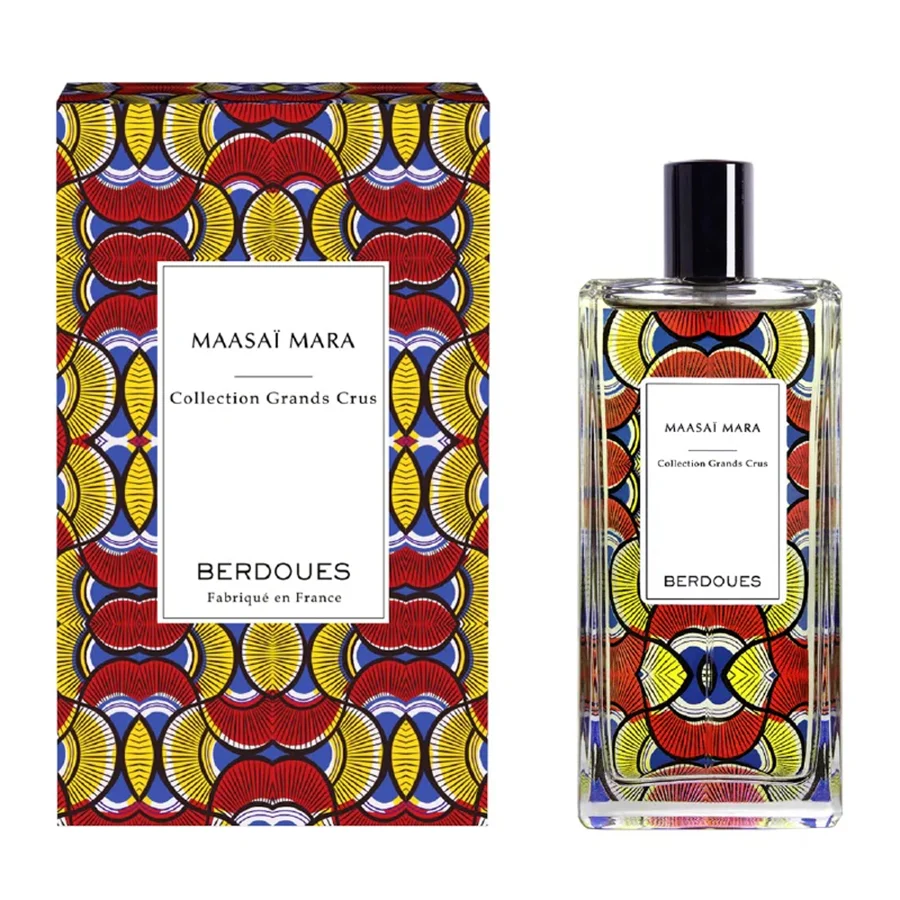 MAASAÏ MARA
Collection Grands Crus
BERDOUES
Fabriqué en France
MAASAÏ MARA
Collection Grands Crus
BERDOUES